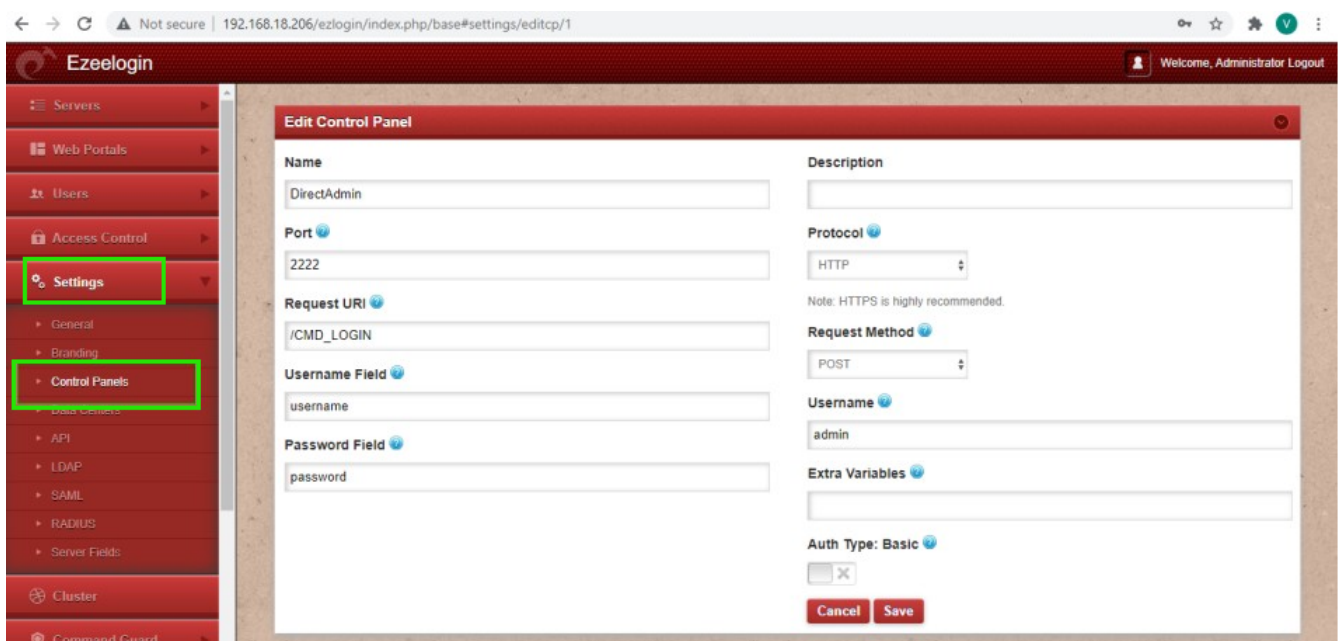 Not secure | 192.168.18.206/ezlogin/index.php/base#settings/editcp/1
V
Ezeelogin
Welcome, Administrator Logout
Servers
Web Portals
Users
Access Control
Settings
General
Branding
Control Panels
Data Centers
API
LDAP
SAML
RADIUS
Server Fields
Cluster
Command Guard
Edit Control Panel
Name
DirectAdmin
Port
2222
Request URI
/CMD_LOGIN
Username Field
username
Password Field
password
Description
Protocol
HTTP
Note: HTTPS is highly recommended.
Request Method
POST
Username
admin
Extra Variables
Auth Type: Basic
Cancel Save